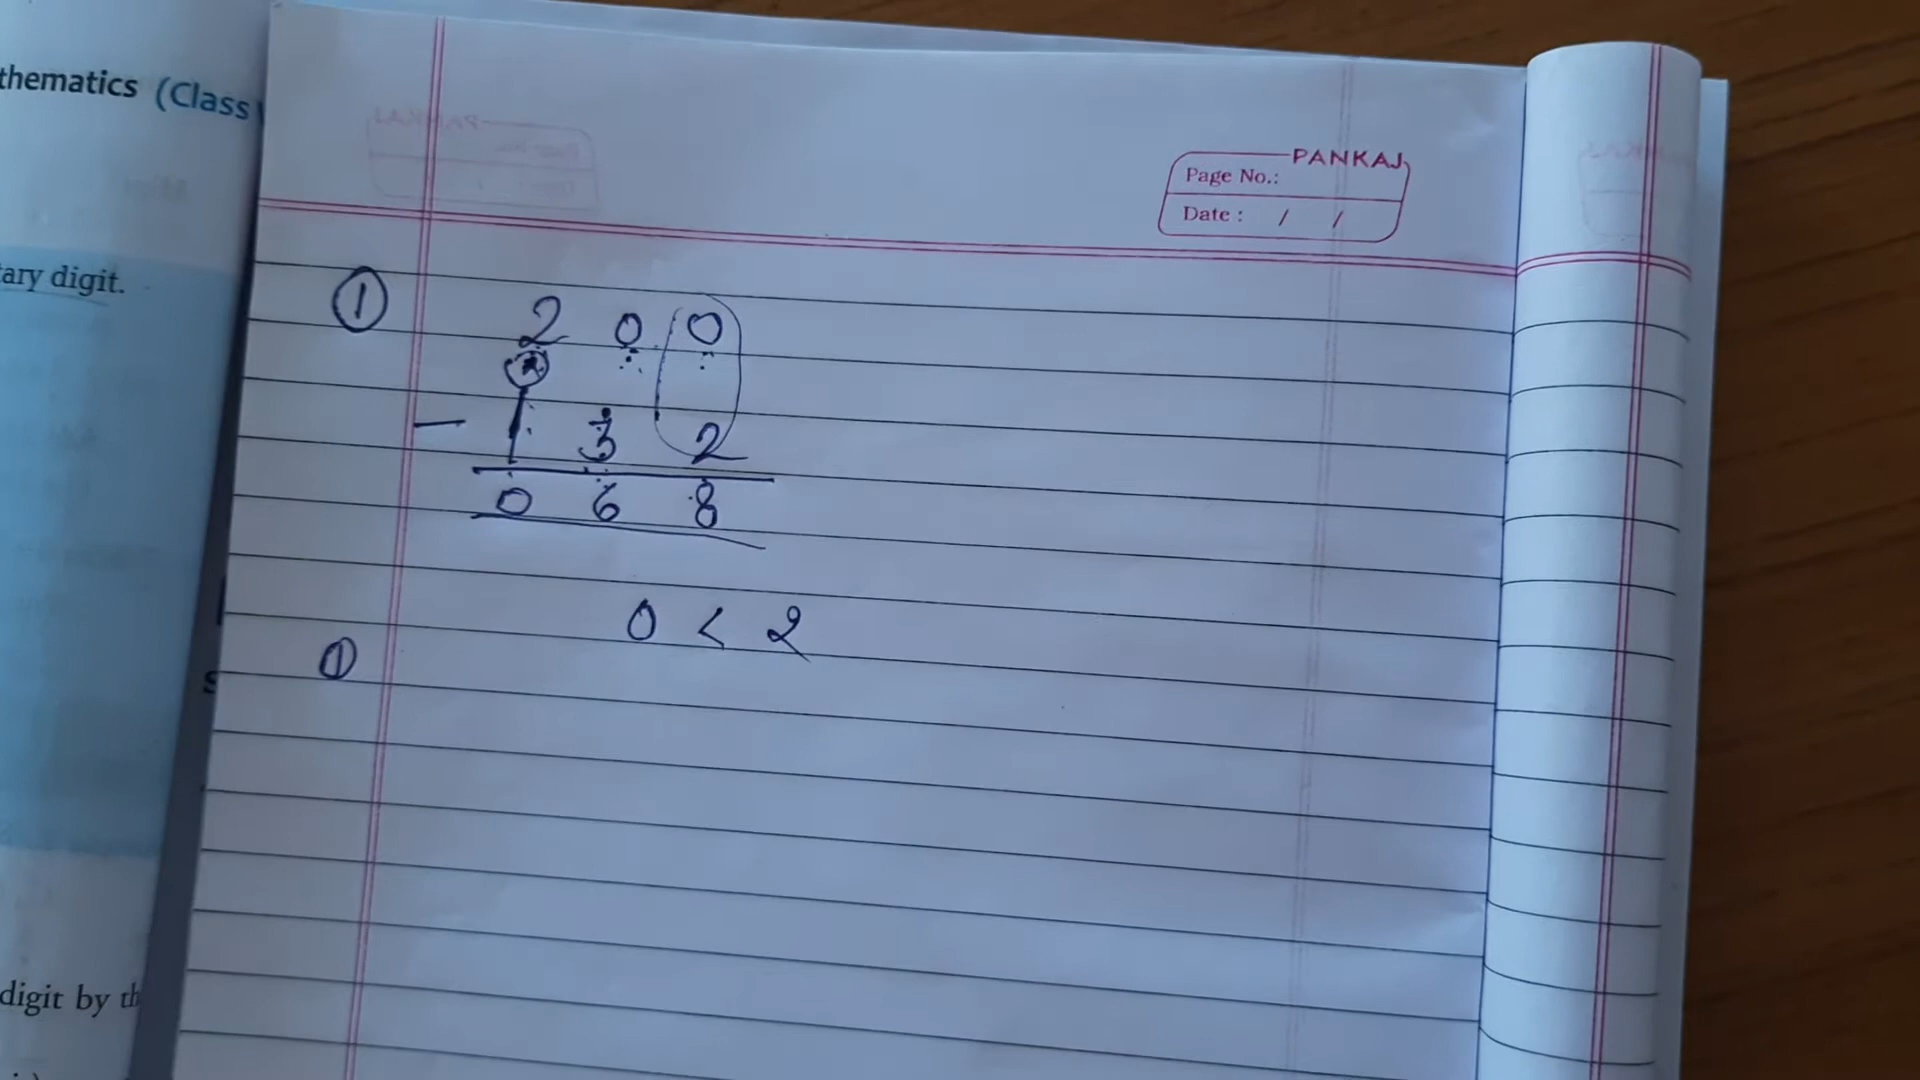 thematics (Class
ary digit.
digit by th
PANKAJ
Page No.:
Date : / /
① 2 0 0
- 1 3 2
0 6 8
0 < 2
①